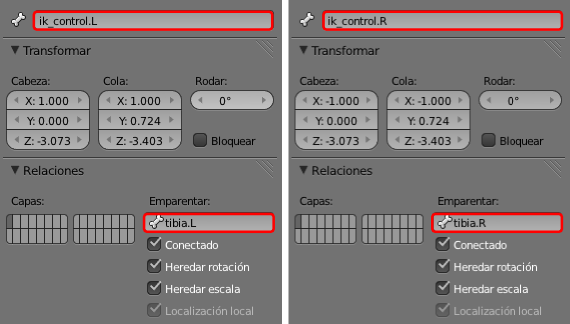 ik_control.L
Transformar
Cabeza: Cola: Rodar:
X: 1.000 X: 1.000 0°
Y: 0.000 Y: 0.724
Z: -3.073 Z: -3.403 Bloquear
Relaciones
Capas: Emparentar:
tibia.L
Conectado
Heredar rotación
Heredar escala
Localización local
ik_control.R
Transformar
Cabeza: Cola: Rodar:
X: -1.000 X: -1.000 0°
Y: 0.000 Y: 0.724
Z: -3.073 Z: -3.403 Bloquear
Relaciones
Capas: Emparentar:
tibia.R
Conectado
Heredar rotación
Heredar escala
Localización local